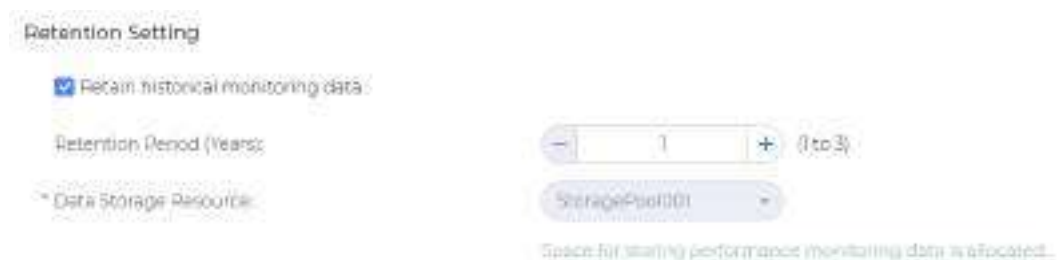 Retention Setting
Retain historical monitoring data
Retention Period (Years):
− 1 + (1 to 3)
* Data Storage Resource:
StoragePool001
Space for storing performance monitoring data is allocated...